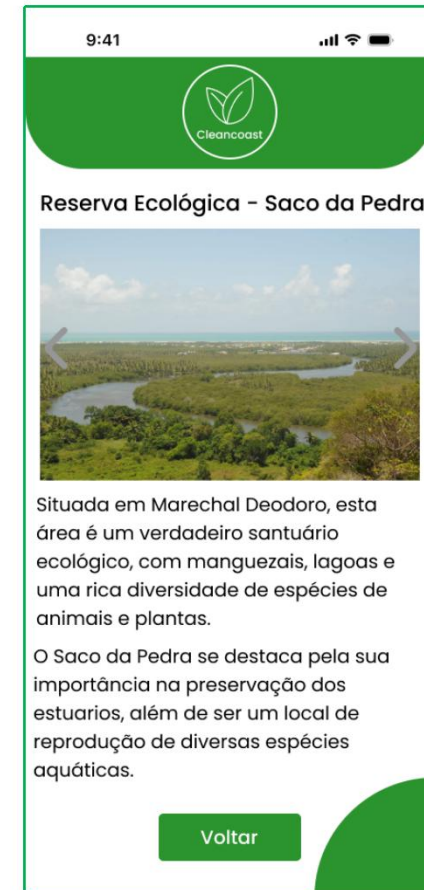 9:41
Cleancoast
Reserva Ecológica - Saco da Pedra
Situada em Marechal Deodoro, esta
área é um verdadeiro santuário
ecológico, com manguezais, lagoas e
uma rica diversidade de espécies de
animais e plantas.
O Saco da Pedra se destaca pela sua
importância na preservação dos
estuarios, além de ser um local de
reprodução de diversas espécies
aquáticas.
Voltar